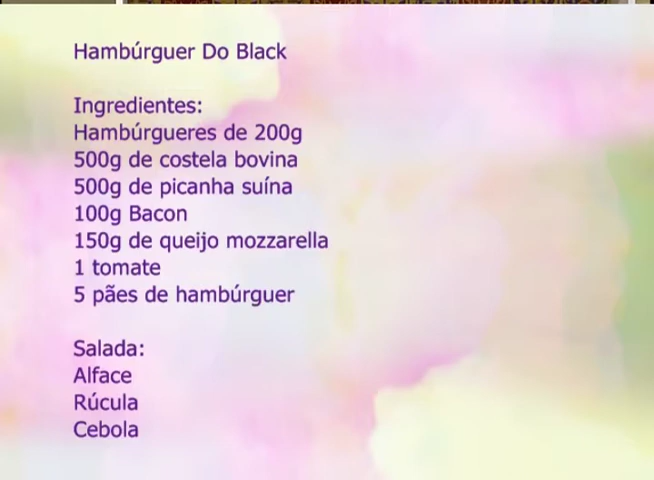 Hambúrguer Do Black
Ingredientes:
Hambúrgueres de 200g
500g de costela bovina
500g de picanha suína
100g Bacon
150g de queijo mozzarella
1 tomate
5 pães de hambúrguer
Salada:
Alface
Rúcula
Cebola